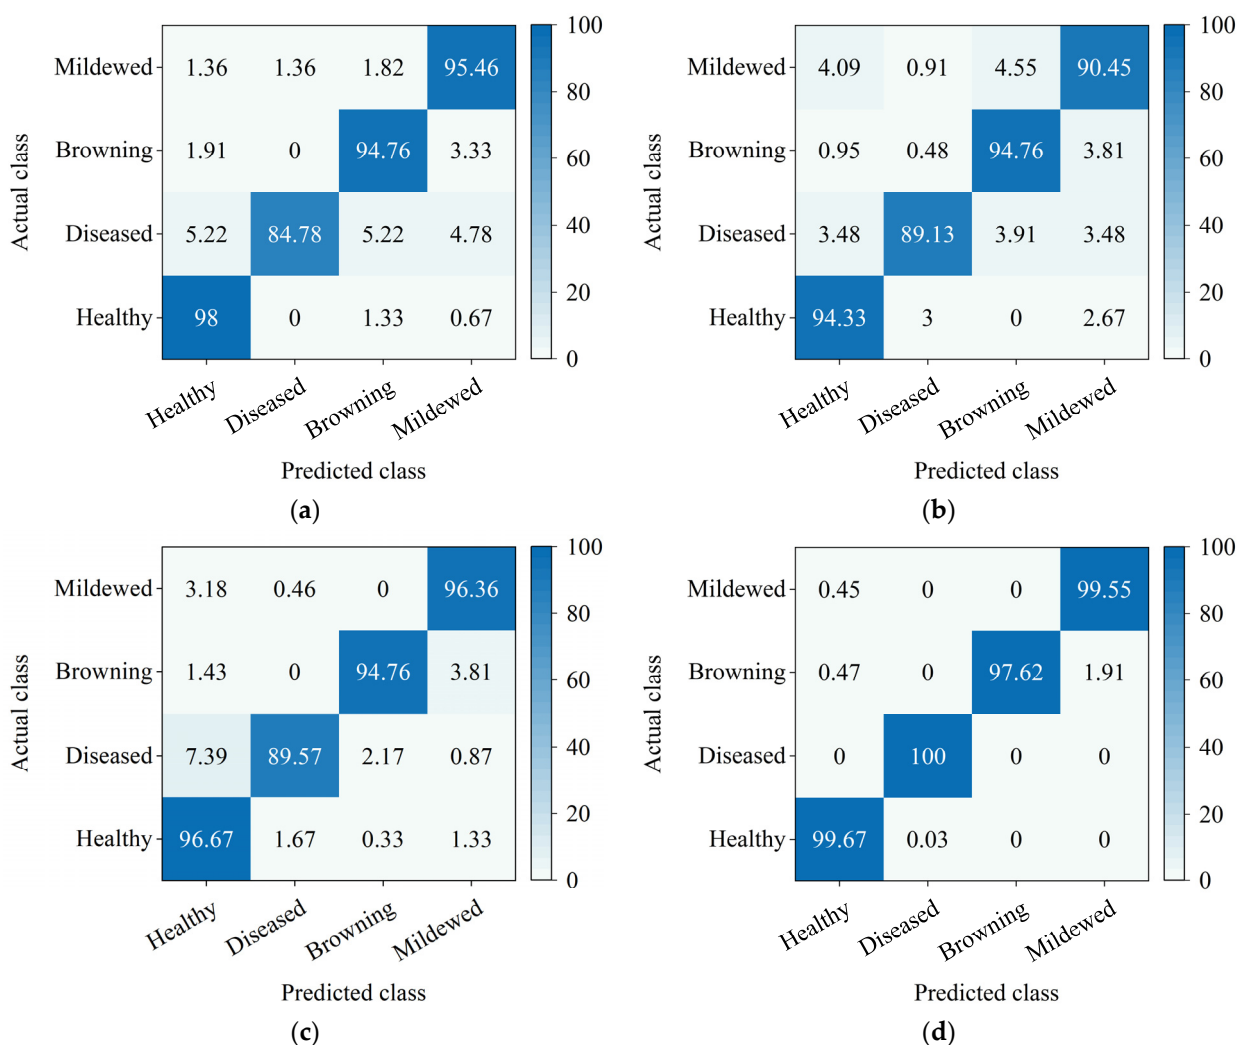 Actual class
Mildewed 1.36 1.36 1.82 95.46
Browning 1.91 0 94.76 3.33
Diseased 5.22 84.78 5.22 4.78
Healthy 98 0 1.33 0.67
Healthy Diseased Browning Mildewed
Predicted class
100
80
60
40
20
0
(a)
Actual class
Mildewed 4.09 0.91 4.55 90.45
Browning 0.95 0.48 94.76 3.81
Diseased 3.48 89.13 3.91 3.48
Healthy 94.33 3 0 2.67
Healthy Diseased Browning Mildewed
Predicted class
100
80
60
40
20
0
(b)
Actual class
Mildewed 3.18 0.46 0 96.36
Browning 1.43 0 94.76 3.81
Diseased 7.39 89.57 2.17 0.87
Healthy 96.67 1.67 0.33 1.33
Healthy Diseased Browning Mildewed
Predicted class
100
80
60
40
20
0
(c)
Actual class
Mildewed 0.45 0 0 99.55
Browning 0.47 0 97.62 1.91
Diseased 0 100 0 0
Healthy 99.67 0.03 0 0
Healthy Diseased Browning Mildewed
Predicted class
100
80
60
40
20
0
(d)